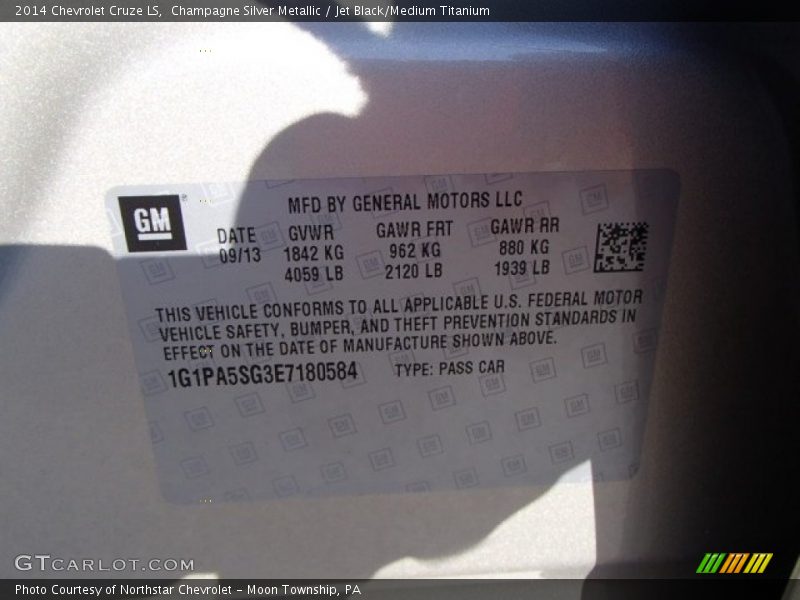 2014 Chevrolet Cruze LS,  Champagne Silver Metallic / Jet Black/Medium Titanium
MFD BY GENERAL MOTORS LLC
GM®
DATE GVWR GAWR FRT GAWR RR
09/13 1842 KG 962 KG 880 KG
4059 LB 2120 LB 1939 LB
THIS VEHICLE CONFORMS TO ALL APPLICABLE U.S. FEDERAL MOTOR
VEHICLE SAFETY, BUMPER, AND THEFT PREVENTION STANDARDS IN
EFFECT ON THE DATE OF MANUFACTURE SHOWN ABOVE.
1G1PA5SG3E7180584 TYPE: PASS CAR
GTCARLOT.COM
Photo Courtesy of Northstar Chevrolet - Moon Township, PA